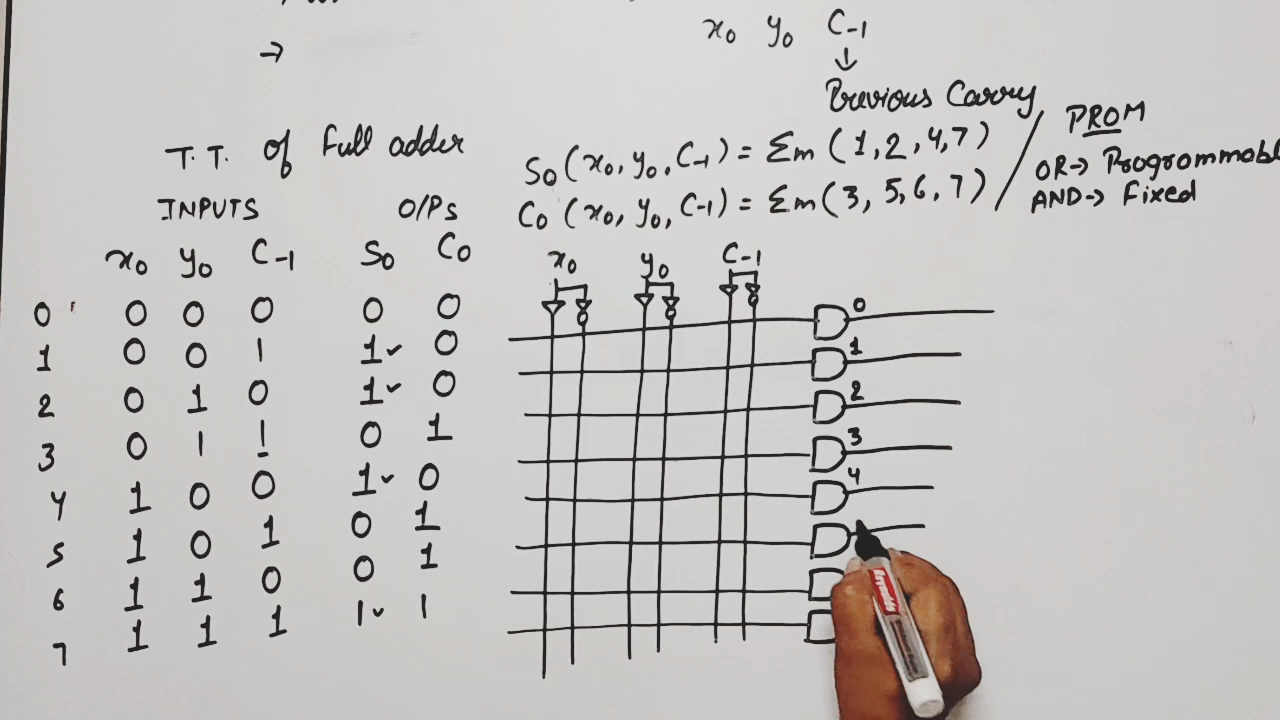 →
x₀ y₀ C₋₁
↓
Previous Carry
T.T. of Full adder
INPUTS O/Ps
x₀ y₀ C₋₁ S₀ C₀
0 0 0 0 0 0
1 0 0 1 1✓ 0
2 0 1 0 1✓ 0
3 0 1 1 0 1
4 1 0 0 1✓ 0
5 1 0 1 0 1
6 1 1 0 0 1
7 1 1 1 1✓ 1
S₀(x₀, y₀, C₋₁) = Σm (1,2,4,7)
C₀ (x₀, y₀, C₋₁) = Σm(3, 5, 6, 7)
PROM
OR→ Progrommabl
AND→ Fixed
x₀ y₀ C₋₁
0
1
2
3
4